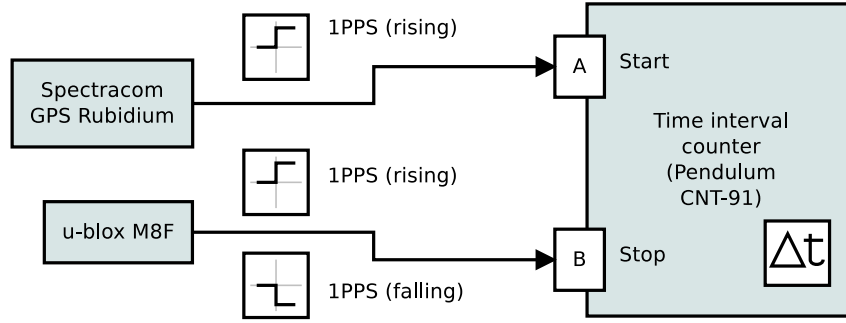 1PPS (rising)
Spectracom
GPS Rubidium
A
Start
Time interval
counter
(Pendulum
CNT-91)
1PPS (rising)
u-blox M8F
B
Stop
Δt
1PPS (falling)